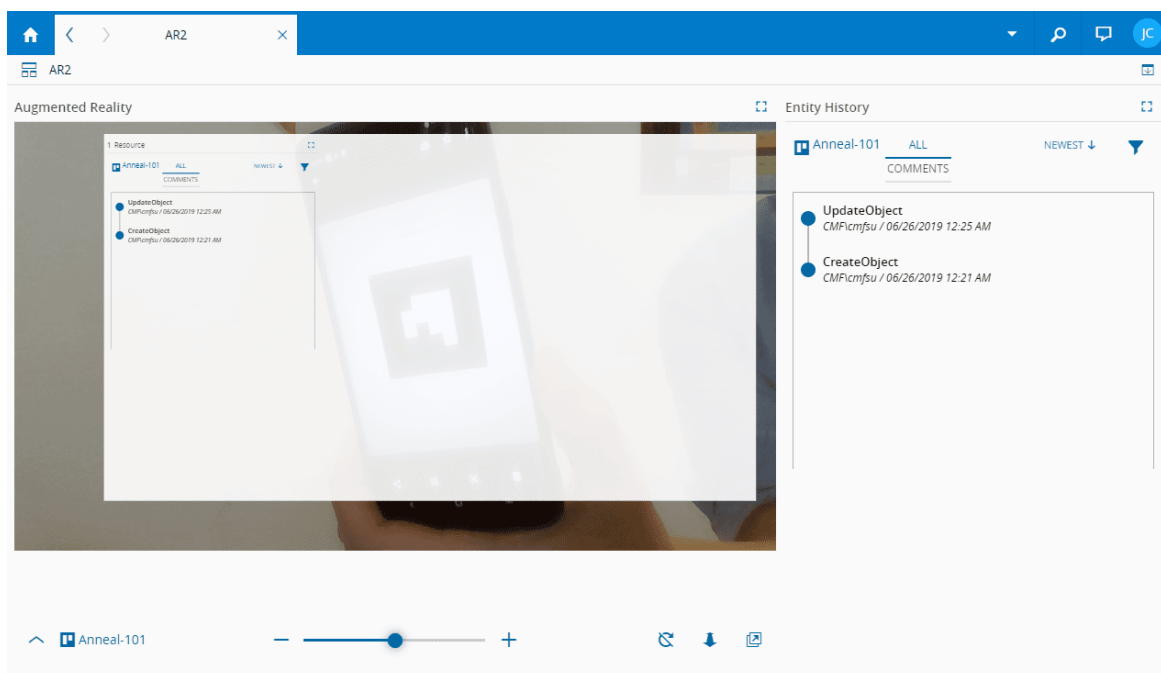 AR2
JC
AR2
Augmented Reality
1 Resource
Anneal-101 ALL NEWEST
COMMENTS
UpdateObject
CMF\cmfsu / 06/26/2019 12:25 AM
CreateObject
CMF\cmfsu / 06/26/2019 12:21 AM
Entity History
Anneal-101 ALL NEWEST
COMMENTS
UpdateObject
CMF\cmfsu / 06/26/2019 12:25 AM
CreateObject
CMF\cmfsu / 06/26/2019 12:21 AM
Anneal-101